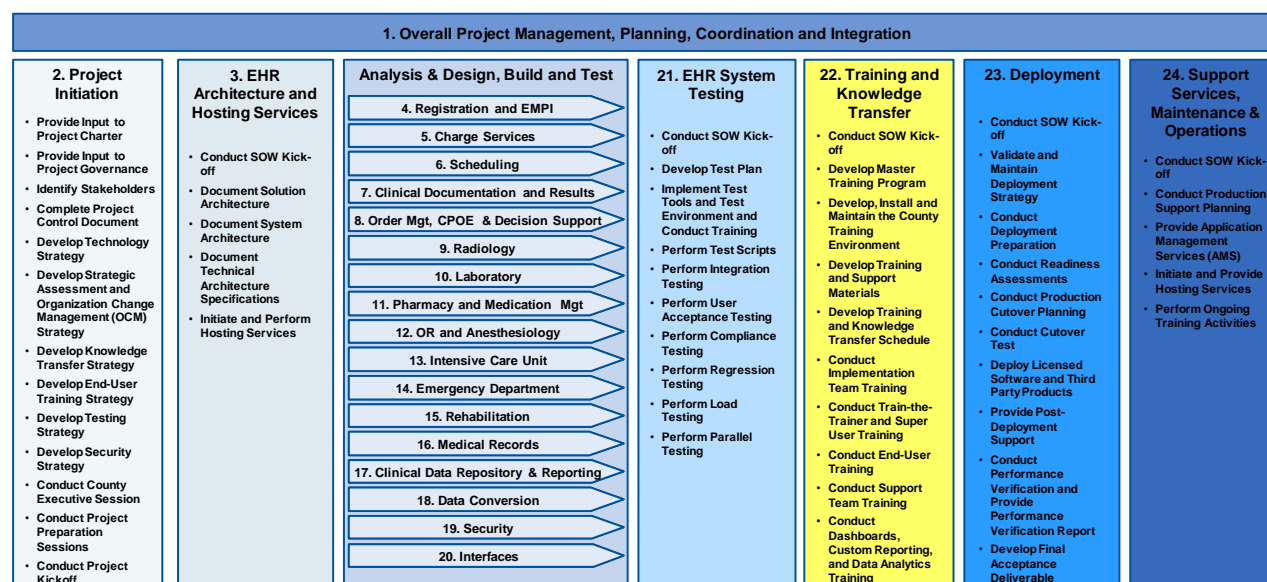 1. Overall Project Management, Planning, Coordination and Integration
2. Project
Initiation
• Provide Input to
Project Charter
• Provide Input to
Project Governance
• Identify Stakeholders
• Complete Project
Control Document
• Develop Technology
Strategy
• Develop Strategic
Assessment and
Organization Change
Management (OCM)
Strategy
• Develop Knowledge
Transfer Strategy
• Develop End-User
Training Strategy
• Develop Testing
Strategy
• Develop Security
Strategy
• Conduct County
Executive Session
• Conduct Project
Preparation
Sessions
• Conduct Project
Kickoff
3. EHR
Architecture and
Hosting Services
• Conduct SOW Kick-
off
• Document Solution
Architecture
• Document System
Architecture
• Document
Technical
Architecture
Specifications
• Initiate and Perform
Hosting Services
Analysis & Design, Build and Test
4. Registration and EMPI
5. Charge Services
6. Scheduling
7. Clinical Documentation and Results
8. Order Mgt, CPOE & Decision Support
9. Radiology
10. Laboratory
11. Pharmacy and Medication Mgt
12. OR and Anesthesiology
13. Intensive Care Unit
14. Emergency Department
15. Rehabilitation
16. Medical Records
17. Clinical Data Repository & Reporting
18. Data Conversion
19. Security
20. Interfaces
21. EHR System
Testing
• Conduct SOW Kick-
off
• Develop Test Plan
• Implement Test
Tools and Test
Environment and
Conduct Training
• Perform Test Scripts
• Perform Integration
Testing
• Perform User
Acceptance Testing
• Perform Compliance
Testing
• Perform Regression
Testing
• Perform Load
Testing
• Perform Parallel
Testing
22. Training and
Knowledge
Transfer
• Conduct SOW Kick-
off
• Develop Master
Training Program
• Develop, Install and
Maintain the County
Training
Environment
• Develop Training
and Support
Materials
• Develop Training
and Knowledge
Transfer Schedule
• Conduct
Implementation
Team Training
• Conduct Train-the-
Trainer and Super
User Training
• Conduct End-User
Training
• Conduct Support
Team Training
• Conduct
Dashboards,
Custom Reporting,
and Data Analytics
Training
23. Deployment
• Conduct SOW Kick-
off
• Validate and
Maintain
Deployment
Strategy
• Conduct
Deployment
Preparation
• Conduct Readiness
Assessments
• Conduct Production
Cutover Planning
• Conduct Cutover
Test
• Deploy Licensed
Software and Third
Party Products
• Provide Post-
Deployment
Support
• Conduct
Performance
Verification and
Provide
Performance
Verification Report
• Develop Final
Acceptance
Deliverable
24. Support
Services,
Maintenance &
Operations
• Conduct SOW Kick-
off
• Conduct Production
Support Planning
• Provide Application
Management
Services (AMS)
• Initiate and Provide
Hosting Services
• Perform Ongoing
Training Activities